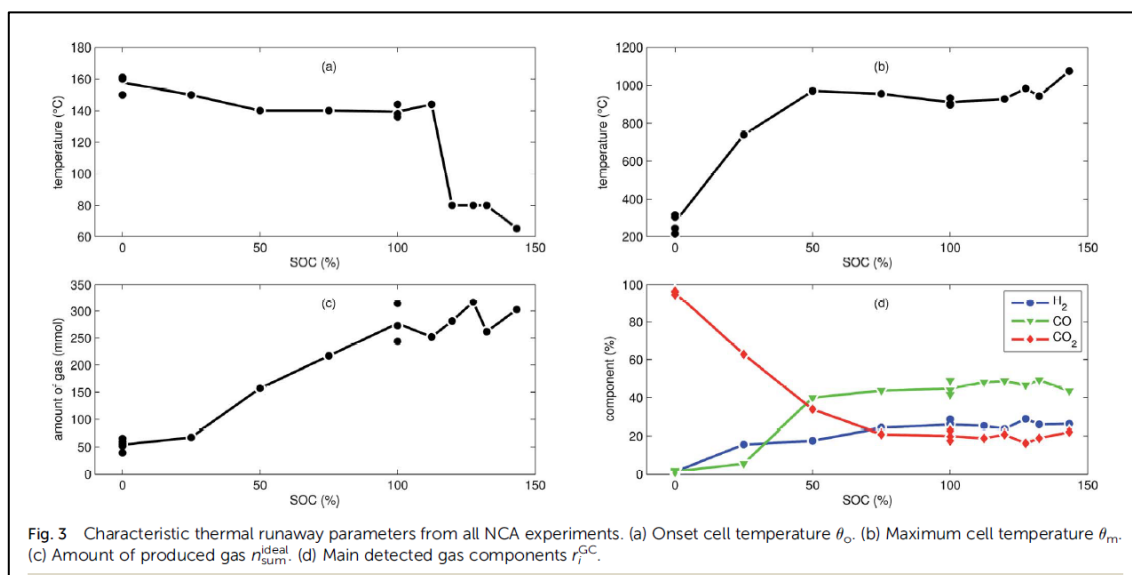 (a)
temperature (°C)
180
160
140
120
100
80
60
0 50 100 150
SOC (%)
(b)
temperature (°C)
1200
1000
800
600
400
200
0 50 100 150
SOC (%)
(c)
amount of gas (mmol)
350
300
250
200
150
100
50
0
0 50 100 150
SOC (%)
(d)
component (%)
100
80
60
40
20
0
0 50 100 150
SOC (%)
H₂
CO
CO₂
Fig. 3 Characteristic thermal runaway parameters from all NCA experiments. (a) Onset cell temperature θₒ. (b) Maximum cell temperature θₘ.
(c) Amount of produced gas n_sum^ideal. (d) Main detected gas components r_i^GC.